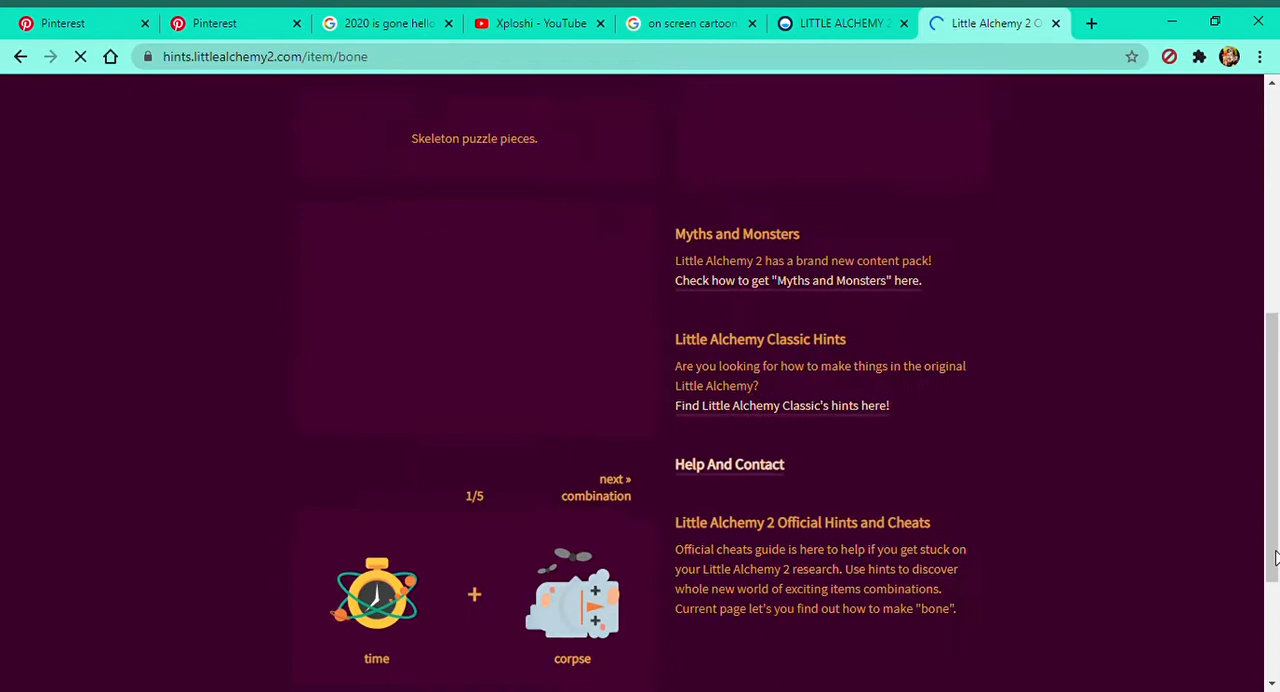 Pinterest
Pinterest
2020 is gone hello
Xploshi - YouTube
on screen cartoon
LITTLE ALCHEMY 2
Little Alchemy 2 O
hints.littlealchemy2.com/item/bone
Skeleton puzzle pieces.
Myths and Monsters
Little Alchemy 2 has a brand new content pack!
Check how to get "Myths and Monsters" here.
Little Alchemy Classic Hints
Are you looking for how to make things in the original
Little Alchemy?
Find Little Alchemy Classic's hints here!
Help And Contact
next »
1/5 combination
Little Alchemy 2 Official Hints and Cheats
Official cheats guide is here to help if you get stuck on
your Little Alchemy 2 research. Use hints to discover
whole new world of exciting items combinations.
Current page let's you find out how to make "bone".
+
time corpse